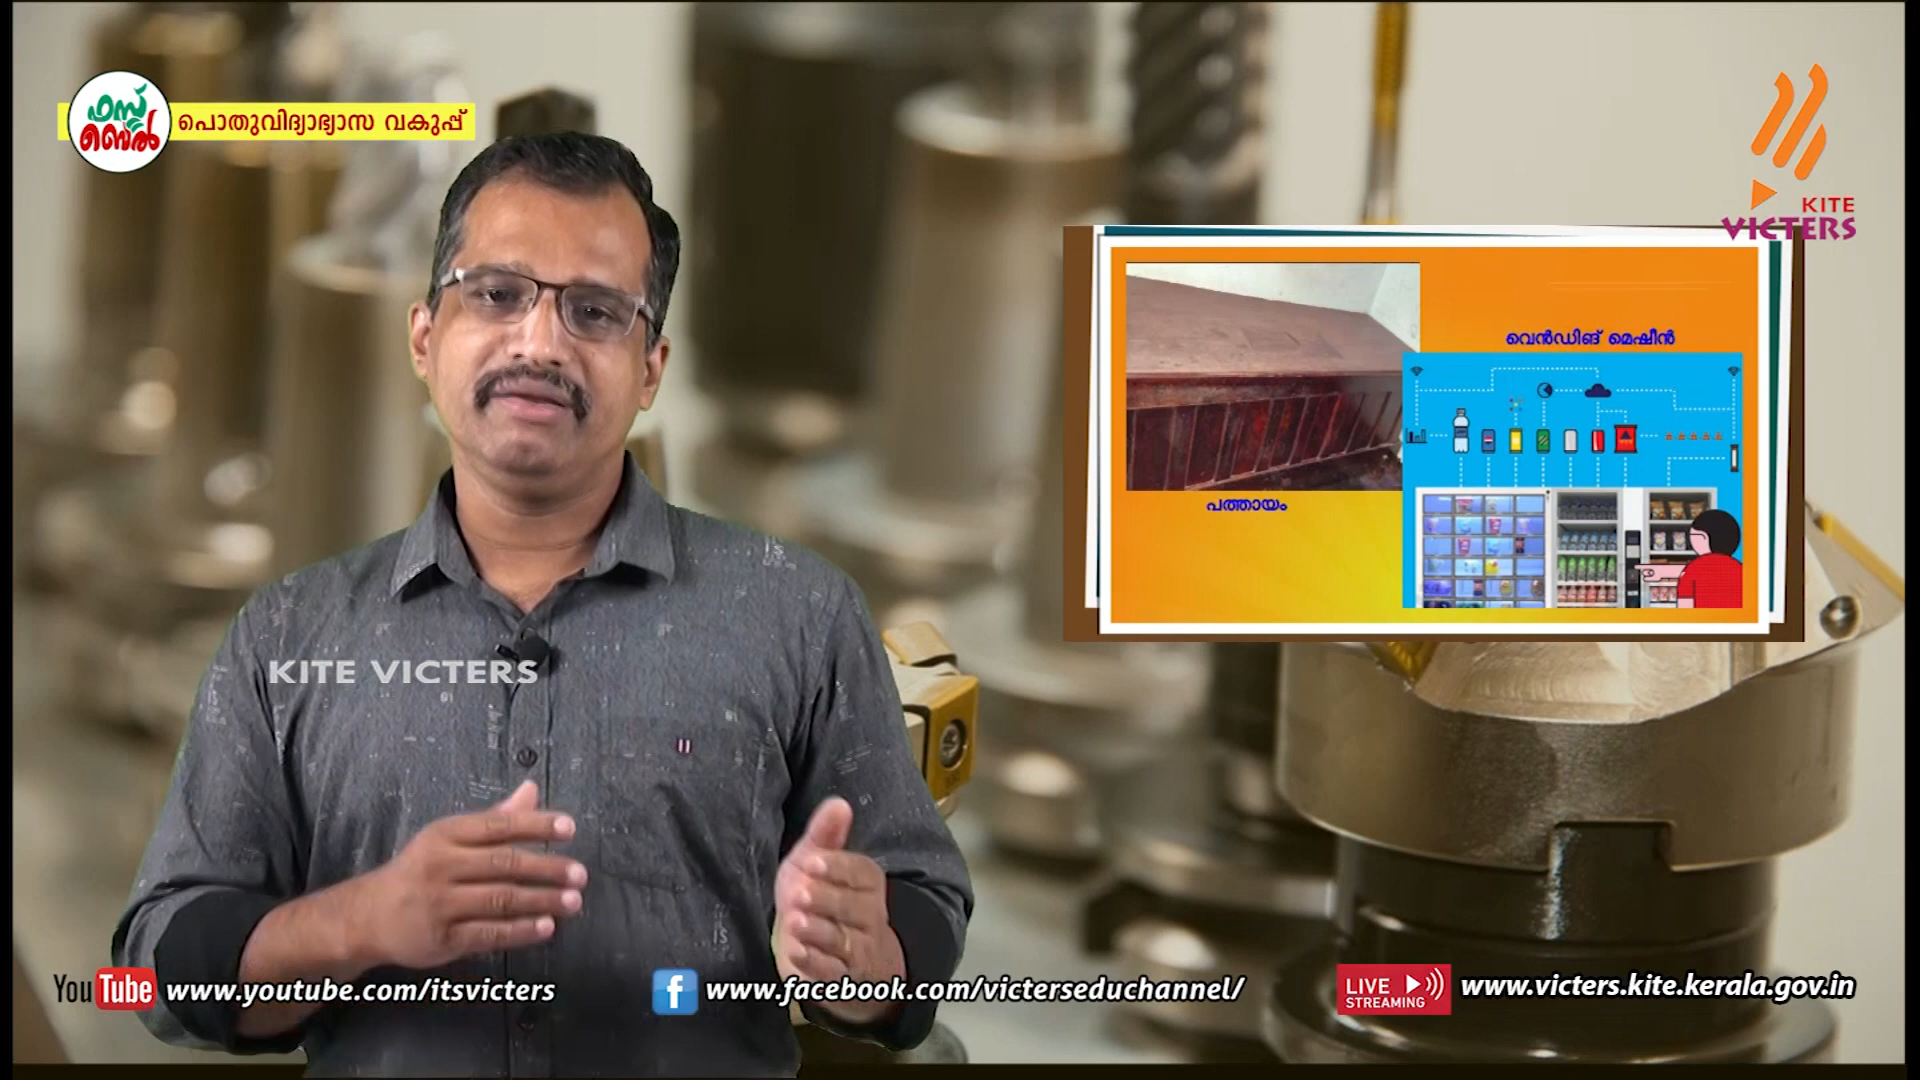 ഫസ്റ്റ് ബെൽ
പൊതുവിദ്യാഭ്യാസ വകുപ്പ്
KITE
VICTERS
വെൻഡിങ് മെഷീൻ
പത്തായം
KITE VICTERS
YouTube www.youtube.com/itsvicters
f www.facebook.com/victerseduchannel/
LIVE STREAMING www.victers.kite.kerala.gov.in